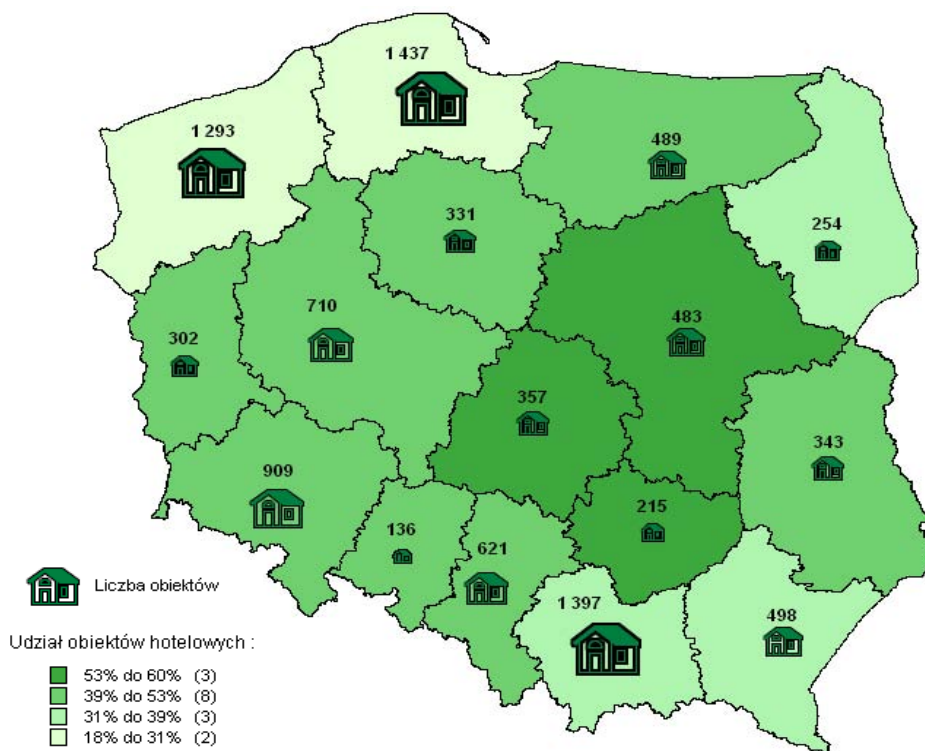 1 437
1 293
489
331
254
710
302
483
357
343
909
215
136
621
1 397
498
Liczba obiektów
Udział obiektów hotelowych :
53% do 60% (3)
39% do 53% (8)
31% do 39% (3)
18% do 31% (2)